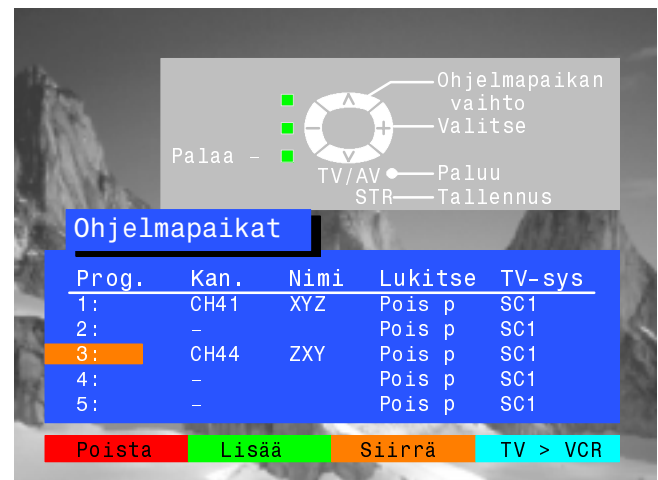 Ohjelmapaikan
vaihto
Valitse
Palaa –
TV/AV Paluu
STR Tallennus
Ohjelmapaikat
Prog. Kan. Nimi Lukitse TV-sys
1: CH41 XYZ Pois p SC1
2: – Pois p SC1
3: CH44 ZXY Pois p SC1
4: – Pois p SC1
5: – Pois p SC1
Poista Lisää Siirrä TV > VCR